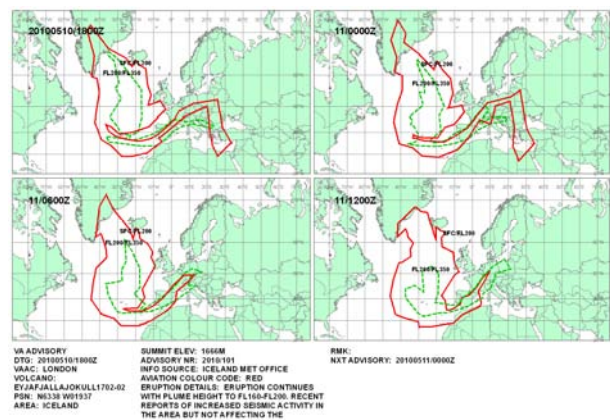 20100510/1800Z
SFC/FL200
FL200/FL350
11/0000Z
SFC/FL200
FL200/FL350
11/0600Z
SFC/FL200
FL200/FL350
11/1200Z
SFC/FL200
FL200/FL350
VA ADVISORY
DTG: 20100510/1800Z
VAAC: LONDON
VOLCANO:
EYJAFJALLAJOKULL1702-02
PSN: N6338 W01937
AREA: ICELAND
SUMMIT ELEV: 1666M
ADVISORY NR: 2010/101
INFO SOURCE: ICELAND MET OFFICE
AVIATION COLOUR CODE: RED
ERUPTION DETAILS: ERUPTION CONTINUES
WITH PLUME HEIGHT TO FL160-FL200. RECENT
REPORTS OF INCREASED SEISMIC ACTIVITY IN
THE AREA BUT NOT AFFECTING THE
RMK:
NXT ADVISORY: 20100511/0000Z